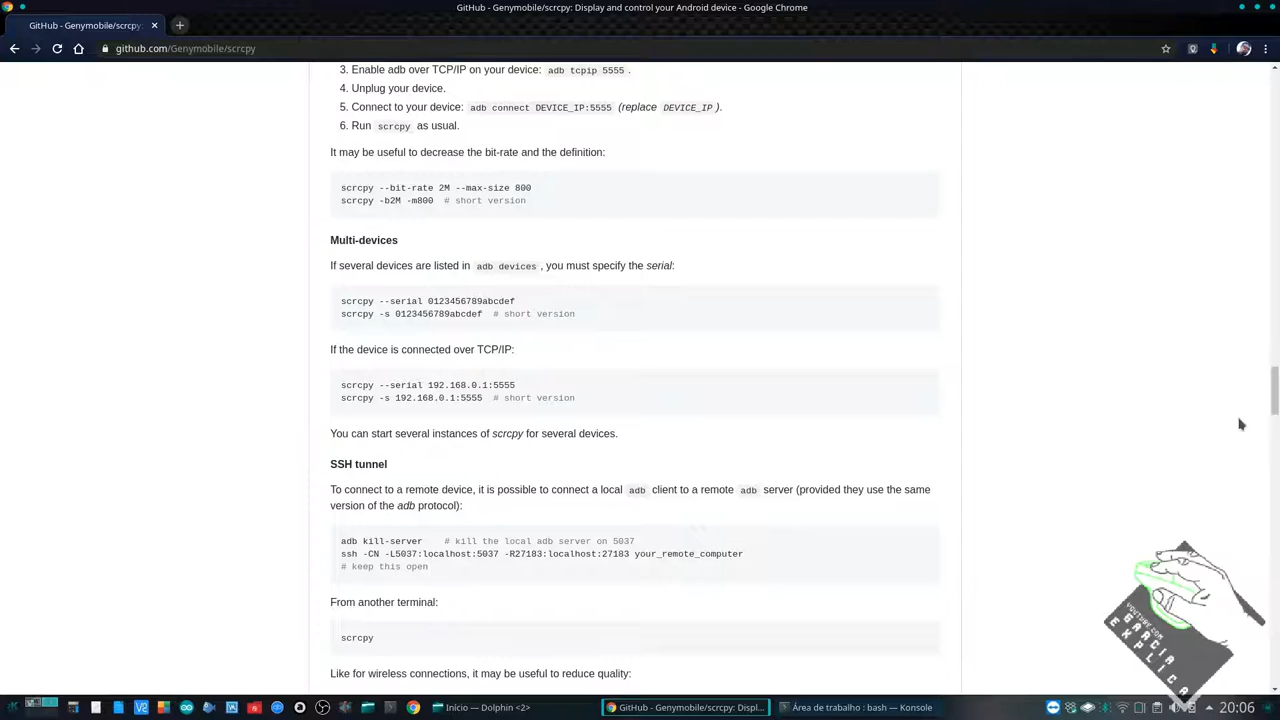 GitHub - Genymobile/scrcpy: Display and control your Android device - Google Chrome
GitHub - Genymobile/scrcpy:
github.com/Genymobile/scrcpy
3. Enable adb over TCP/IP on your device: adb tcpip 5555.
4. Unplug your device.
5. Connect to your device: adb connect DEVICE_IP:5555 (replace DEVICE_IP).
6. Run scrcpy as usual.
It may be useful to decrease the bit-rate and the definition:
scrcpy --bit-rate 2M --max-size 800
scrcpy -b2M -m800  # short version
Multi-devices
If several devices are listed in adb devices, you must specify the serial:
scrcpy --serial 0123456789abcdef
scrcpy -s 0123456789abcdef  # short version
If the device is connected over TCP/IP:
scrcpy --serial 192.168.0.1:5555
scrcpy -s 192.168.0.1:5555  # short version
You can start several instances of scrcpy for several devices.
SSH tunnel
To connect to a remote device, it is possible to connect a local adb client to a remote adb server (provided they use the same
version of the adb protocol):
adb kill-server    # kill the local adb server on 5037
ssh -CN -L5037:localhost:5037 -R27183:localhost:27183 your_remote_computer
# keep this open
From another terminal:
scrcpy
Like for wireless connections, it may be useful to reduce quality:
YOUTUBE.COM
GARCIA
EXPLICA
Início — Dolphin <2>
GitHub - Genymobile/scrcpy: Displ...
Área de trabalho : bash — Konsole
20:06